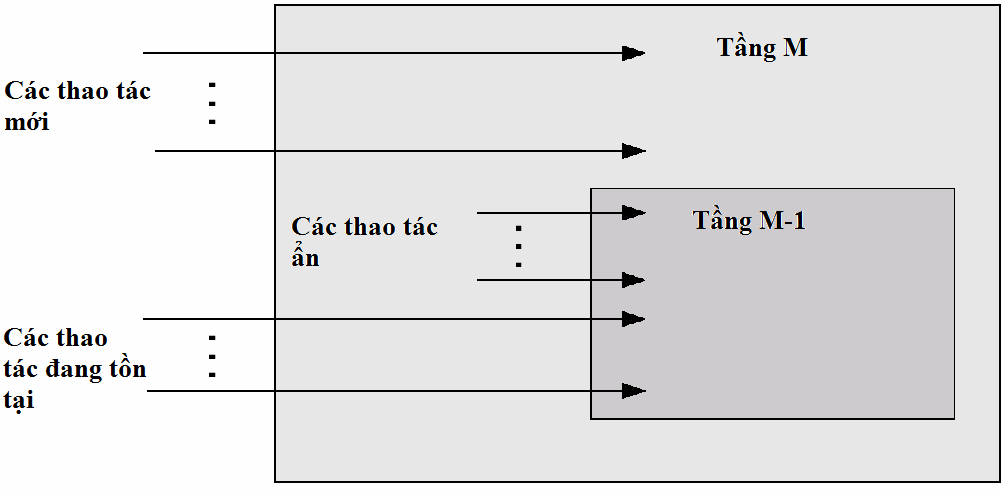 Tầng M
Các thao tác
mới
Tầng M-1
Các thao tác
ẩn
Các thao
tác đang tồn
tại